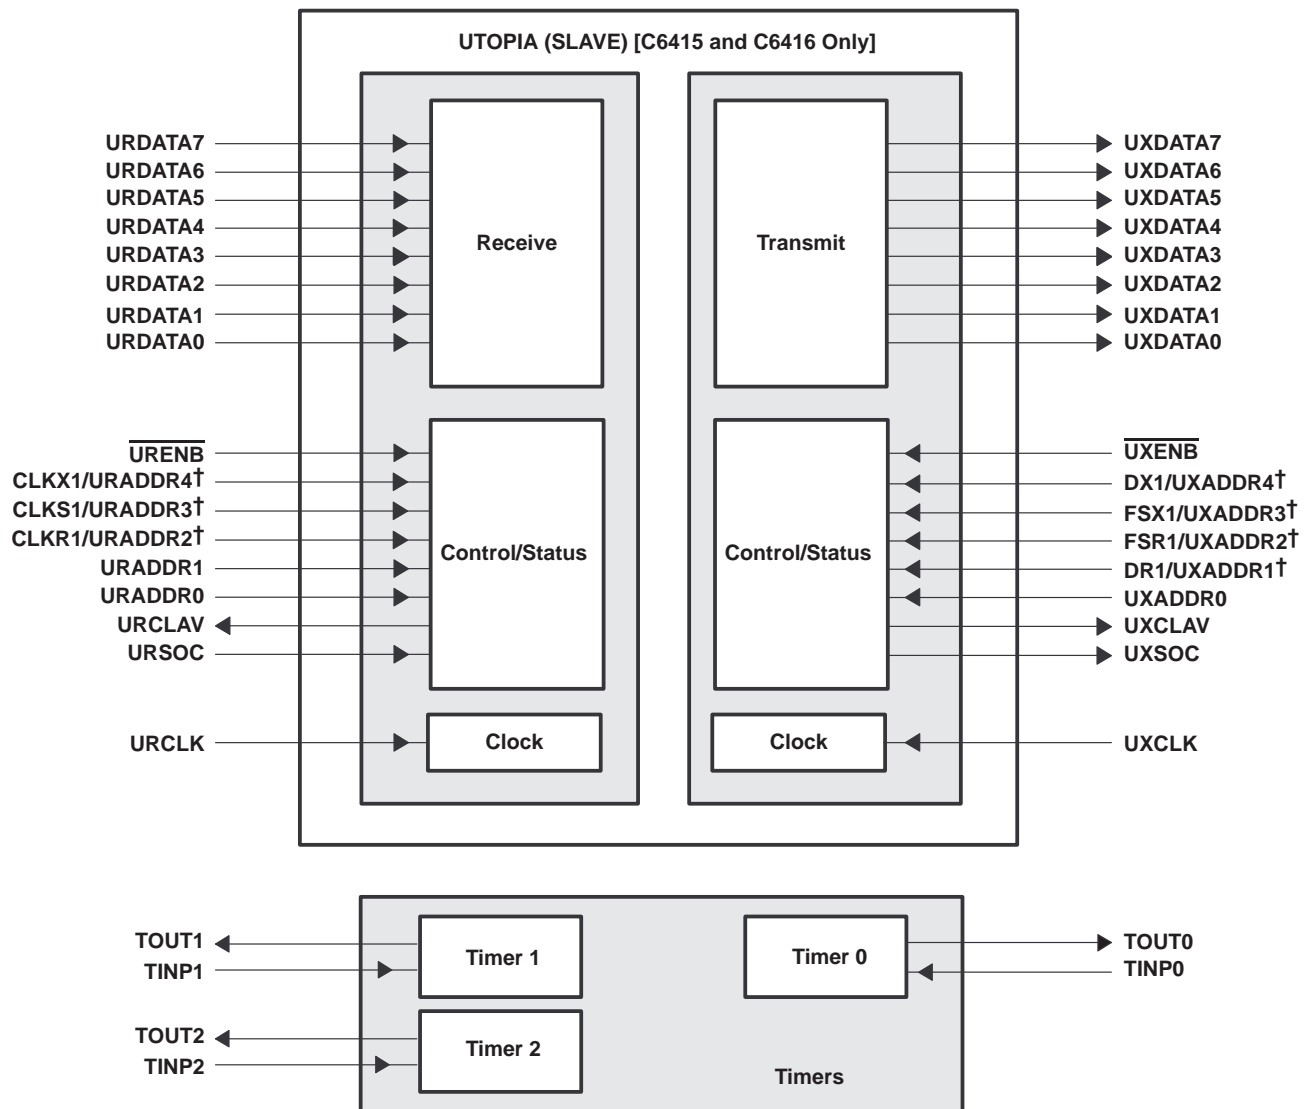 UTOPIA (SLAVE) [C6415 and C6416 Only]
URDATA7
URDATA6
URDATA5
URDATA4
URDATA3
URDATA2
URDATA1
URDATA0
Receive
Transmit
UXDATA7
UXDATA6
UXDATA5
UXDATA4
UXDATA3
UXDATA2
UXDATA1
UXDATA0
URENB
CLKX1/URADDR4†
CLKS1/URADDR3†
CLKR1/URADDR2†
URADDR1
URADDR0
URCLAV
URSOC
Control/Status
Control/Status
UXENB
DX1/UXADDR4†
FSX1/UXADDR3†
FSR1/UXADDR2†
DR1/UXADDR1†
UXADDR0
UXCLAV
UXSOC
URCLK
Clock
Clock
UXCLK
TOUT1
TINP1
Timer 1
Timer 0
TOUT0
TINP0
TOUT2
TINP2
Timer 2
Timers